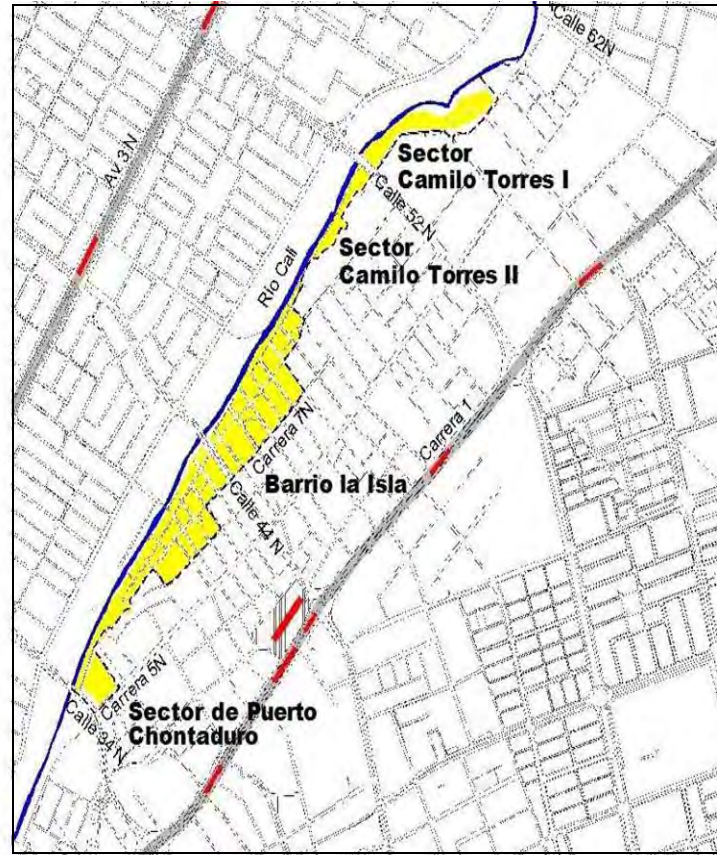 Calle 62N
Av. 3 N
Sector
Camilo Torres I
Calle 52 N
Sector
Camilo Torres II
Río Cali
Carrera 7N
Carrera 1
Barrio la Isla
Calle 44 N
Carrera 5N
Calle 34 N
Sector de Puerto
Chontaduro